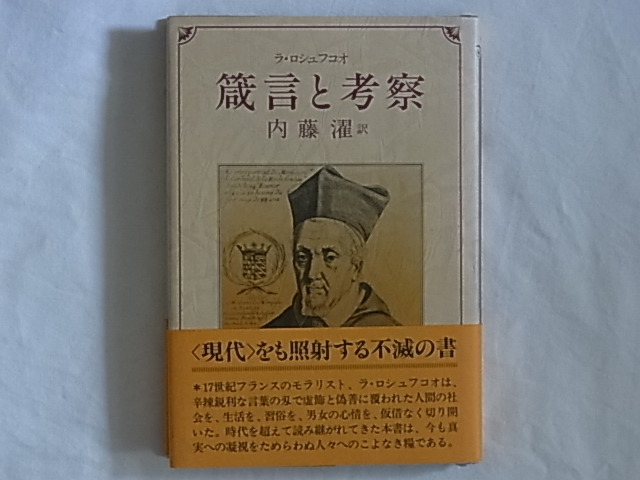 ラ・ロシュフコオ
箴言と考察
内藤濯訳
〈現代〉をも照射する不滅の書
＊17世紀フランスのモラリスト、ラ・ロシュフコオは、
辛辣鋭利な言葉の刃で虚飾と偽善に覆われた人間の社
会を、生活を、習俗を、男女の心情を、仮借なく切り開
いた。時代を超えて読み継がれてきた本書は、今も真
実への凝視をためらわぬ人々へのこよなき糧である。